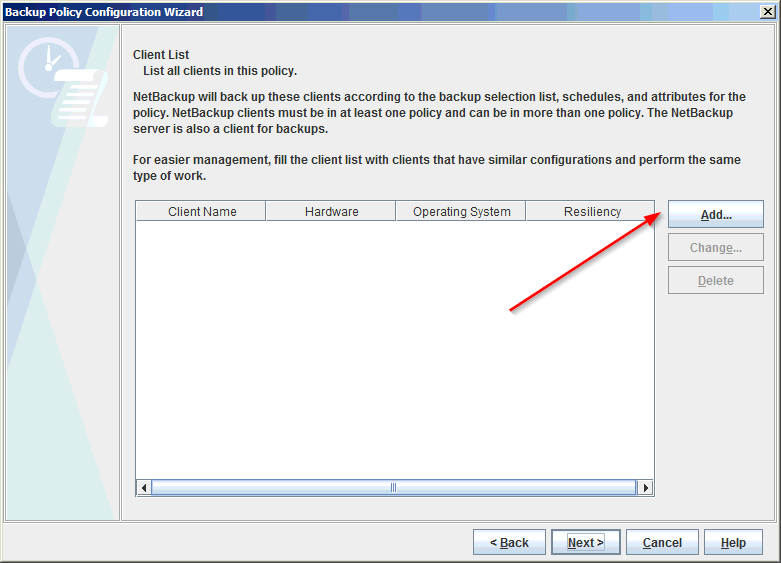 Backup Policy Configuration Wizard
Client List
List all clients in this policy.
NetBackup will back up these clients according to the backup selection list, schedules, and attributes for the
policy. NetBackup clients must be in at least one policy and can be in more than one policy. The NetBackup
server is also a client for backups.
For easier management, fill the client list with clients that have similar configurations and perform the same
type of work.
Client Name Hardware Operating System Resiliency
Add...
Change...
Delete
< Back Next > Cancel Help